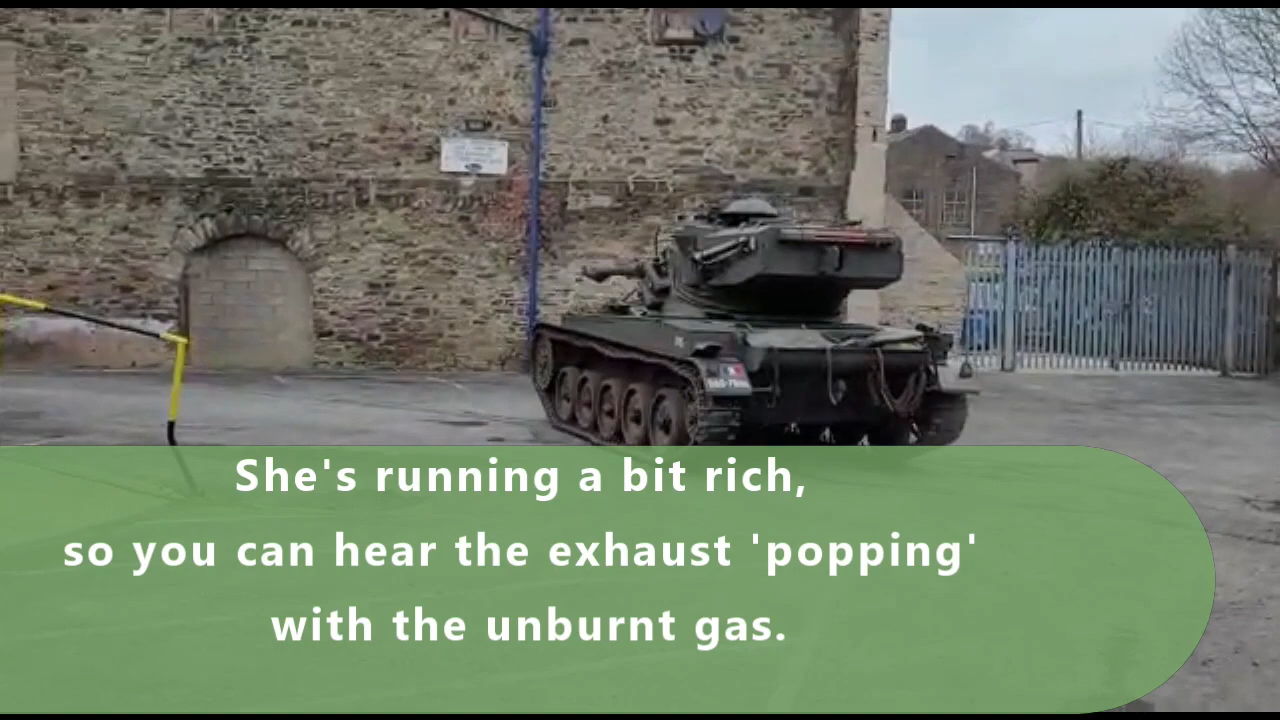 She's running a bit rich,
so you can hear the exhaust 'popping'
with the unburnt gas.